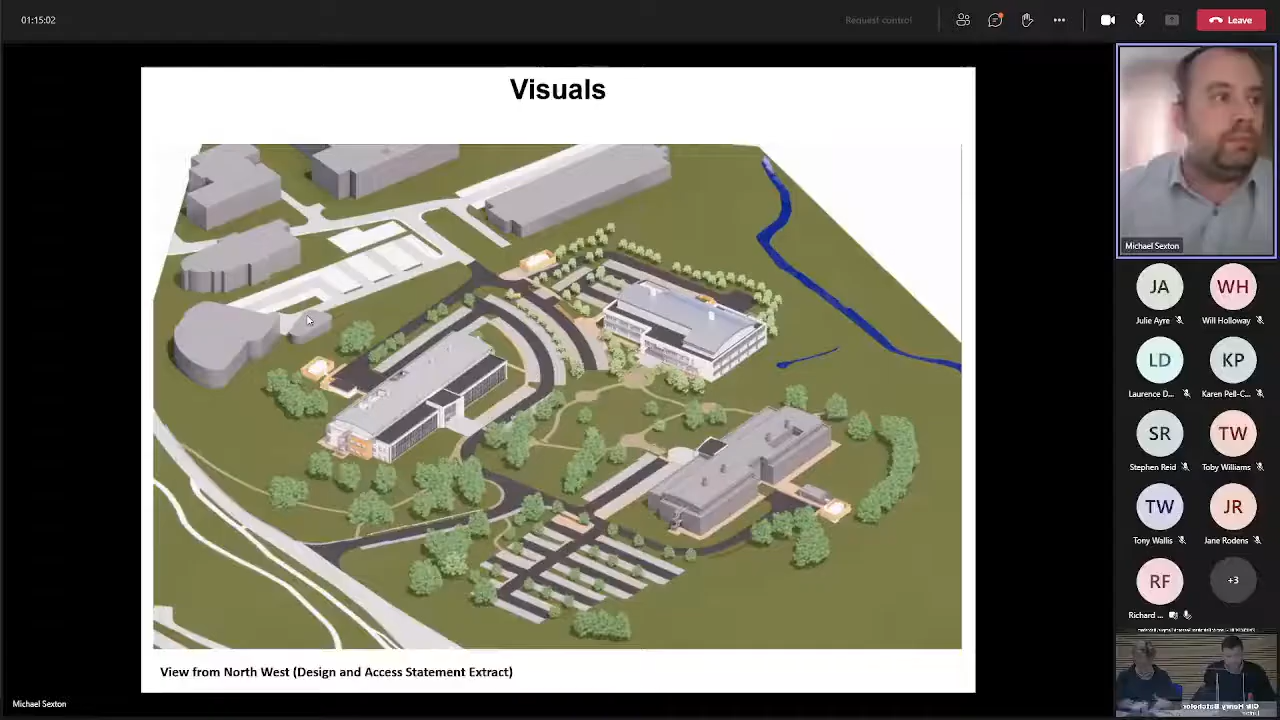 01:15:02
Request control
Leave
Visuals
View from North West (Design and Access Statement Extract)
Michael Sexton
Michael Sexton
JA
WH
Julie Ayre
Will Holloway
LD
KP
Laurence D...
Karen Pell-C...
SR
TW
Stephen Reid
Toby Williams
TW
JR
Tony Wallis
Jane Rodens
RF
+3
Richard ...